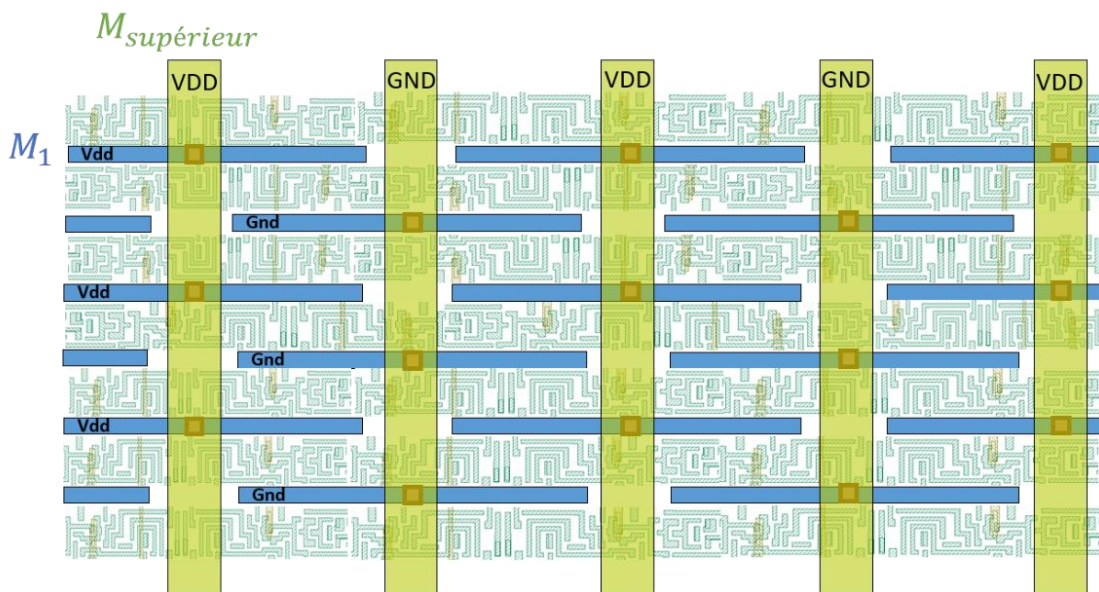 M_supérieur
VDD GND VDD GND VDD
M_1
Vdd
Gnd
Vdd
Gnd
Vdd
Gnd